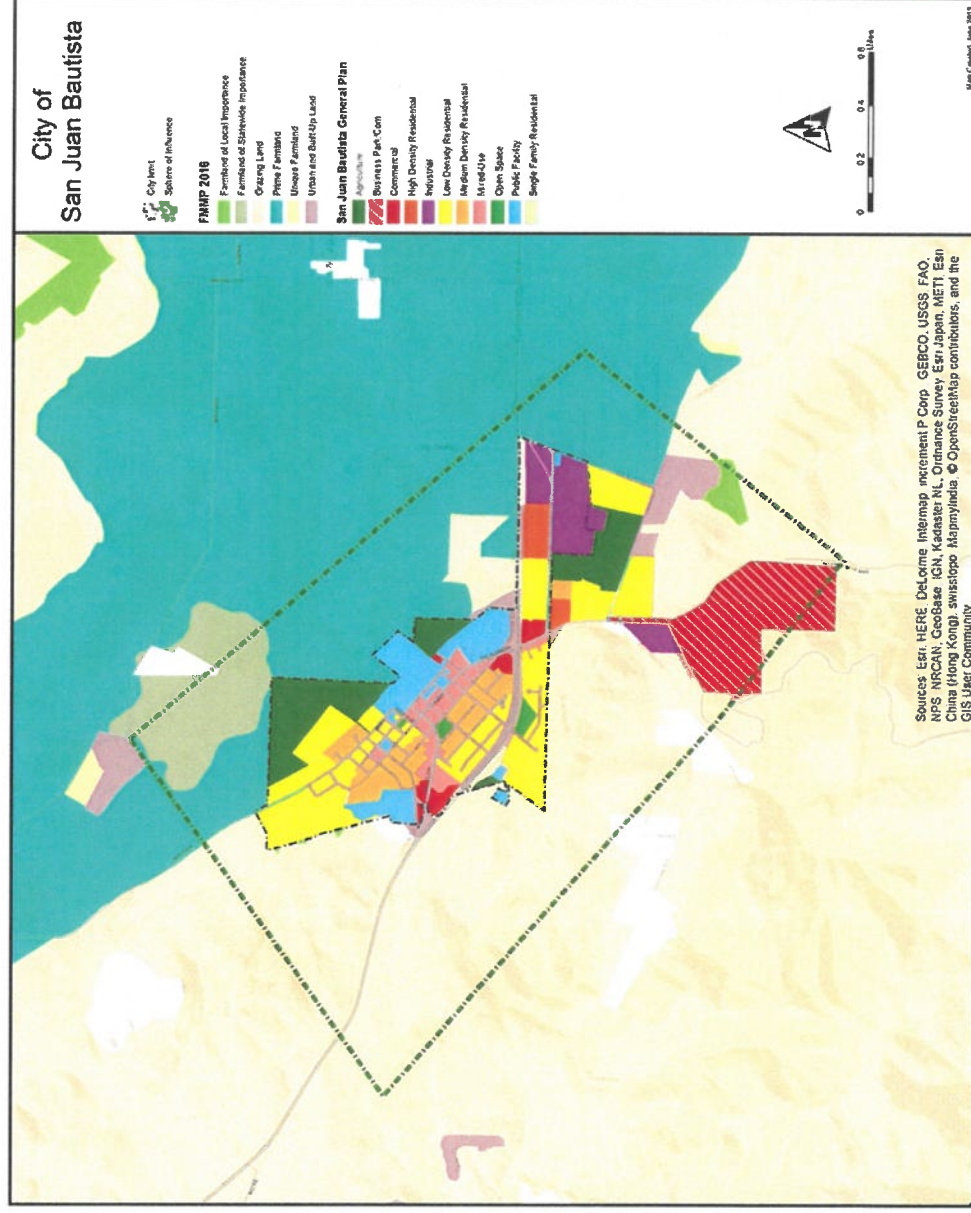 City of
San Juan Bautista
City limit
Sphere of Influence
FMMP 2016
Farmland of Local Importance
Farmland of Statewide Importance
Grazing Land
Prime Farmland
Unique Farmland
Urban and Built-Up Land
San Juan Bautista General Plan
Agriculture
Business Park/Com
Commercial
High Density Residential
Industrial
Low Density Residential
Medium Density Residential
Mixed-Use
Open Space
Public Facility
Single Family Residential
N
0 0.2 0.4 0.8
Miles
Sources: Esri, HERE, DeLorme, Intermap, increment P Corp., GEBCO, USGS, FAO,
NPS, NRCAN, GeoBase, IGN, Kadaster NL, Ordnance Survey, Esri Japan, METI, Esri
China (Hong Kong), swisstopo, MapmyIndia, © OpenStreetMap contributors, and the
GIS User Community